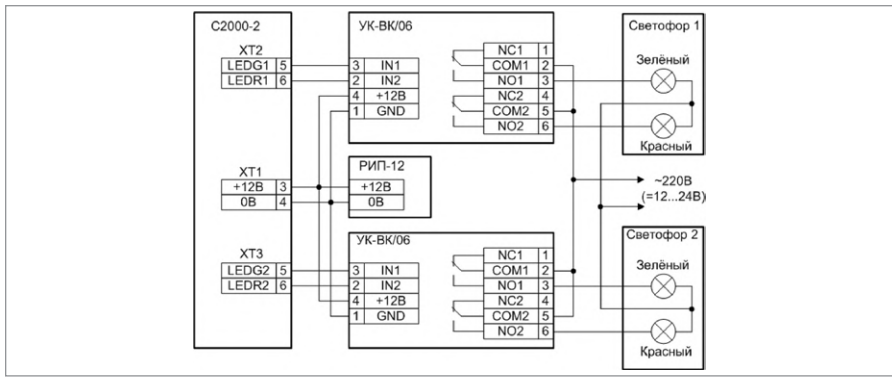 С2000-2
УК-ВК/06
Светофор 1
XT2
LEDG1 5
LEDR1 6
3 IN1
2 IN2
4 +12В
1 GND
NC1 1
COM1 2
NO1 3
NC2 4
COM2 5
NO2 6
Зелёный
Красный
XT1
+12В 3
0В 4
РИП-12
+12В
0В
~220В
(=12...24В)
УК-ВК/06
Светофор 2
XT3
LEDG2 5
LEDR2 6
3 IN1
2 IN2
4 +12В
1 GND
NC1 1
COM1 2
NO1 3
NC2 4
COM2 5
NO2 6
Зелёный
Красный